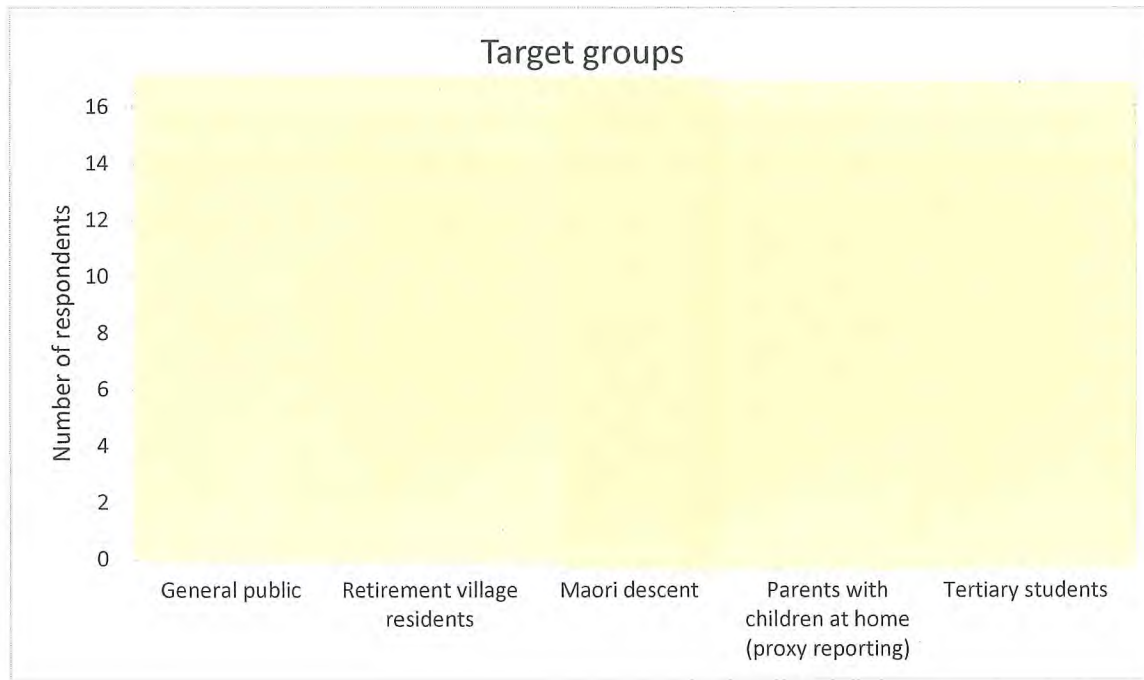 Target groups
Number of respondents
16
14
12
10
8
6
4
2
0
General public
Retirement village
residents
Maori descent
Parents with
children at home
(proxy reporting)
Tertiary students